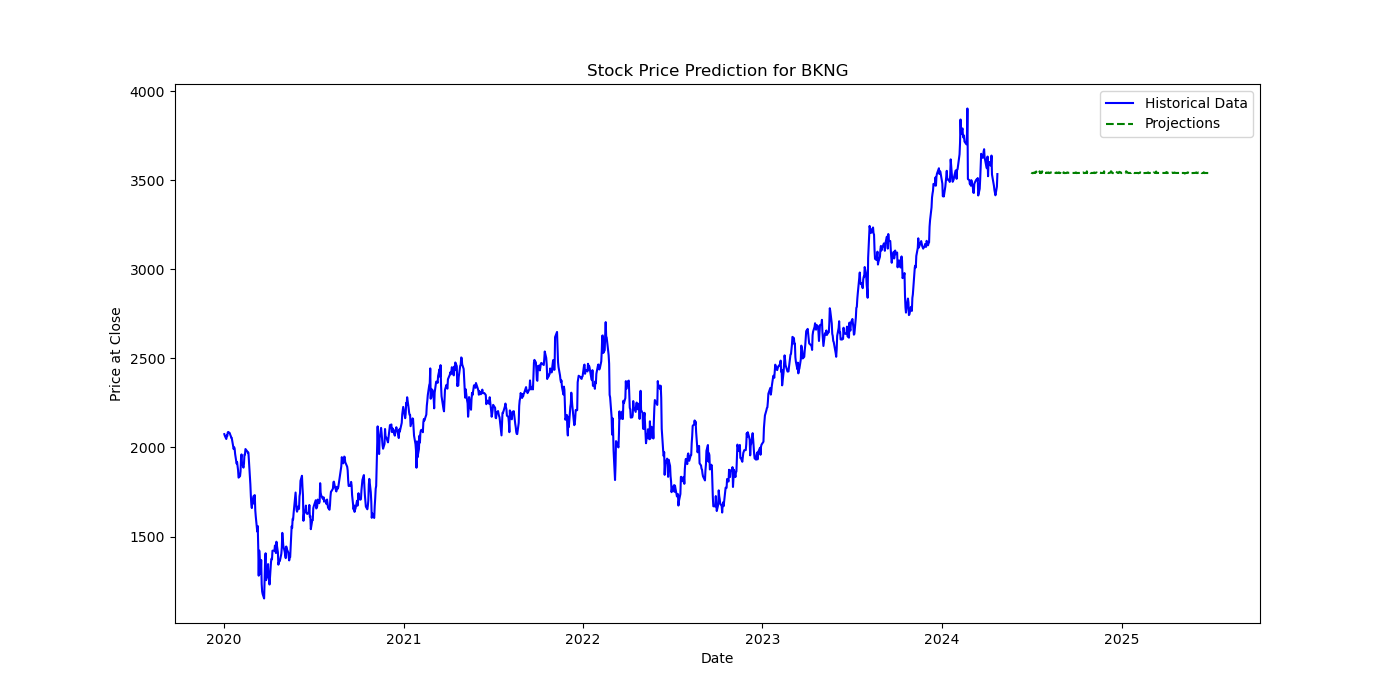 Stock Price Prediction for BKNG
Historical Data
Projections
Price at Close
4000
3500
3000
2500
2000
1500
2020 2021 2022 2023 2024 2025
Date